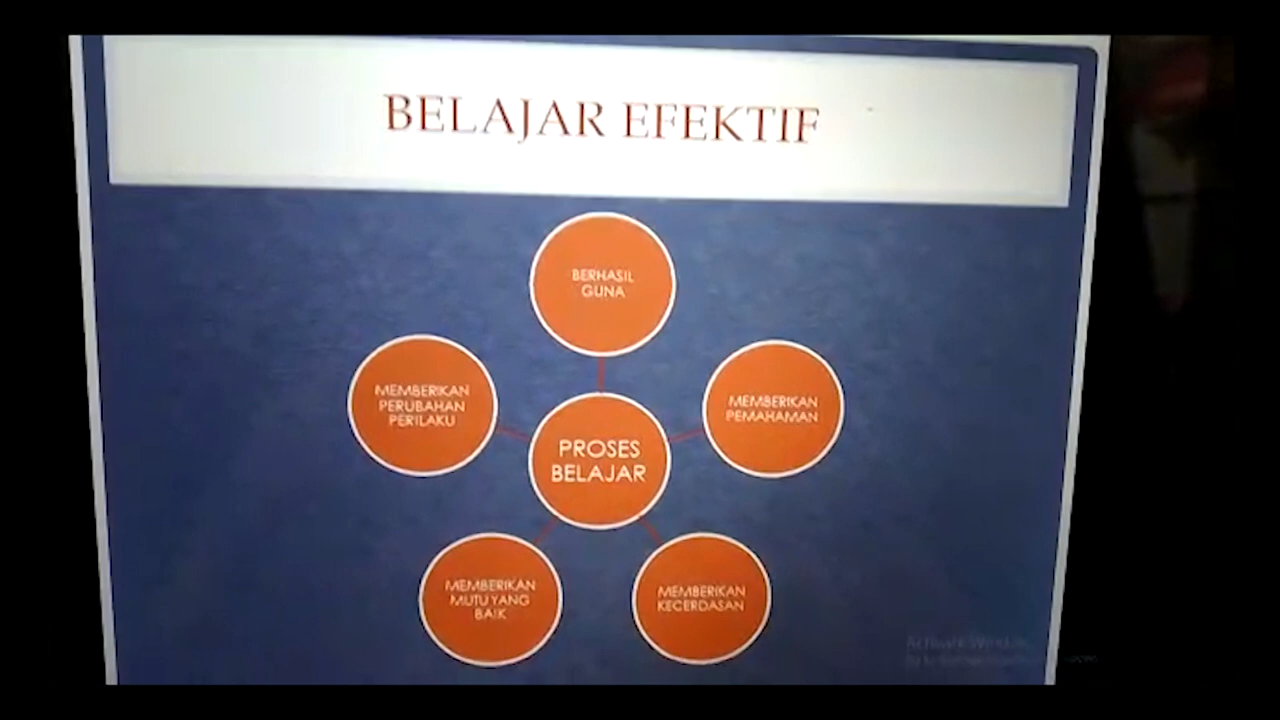 BELAJAR EFEKTIF
BERHASIL
GUNA
MEMBERIKAN
PERUBAHAN
PERILAKU
MEMBERIKAN
PEMAHAMAN
PROSES
BELAJAR
MEMBERIKAN
MUTU YANG
BAIK
MEMBERIKAN
KECERDASAN